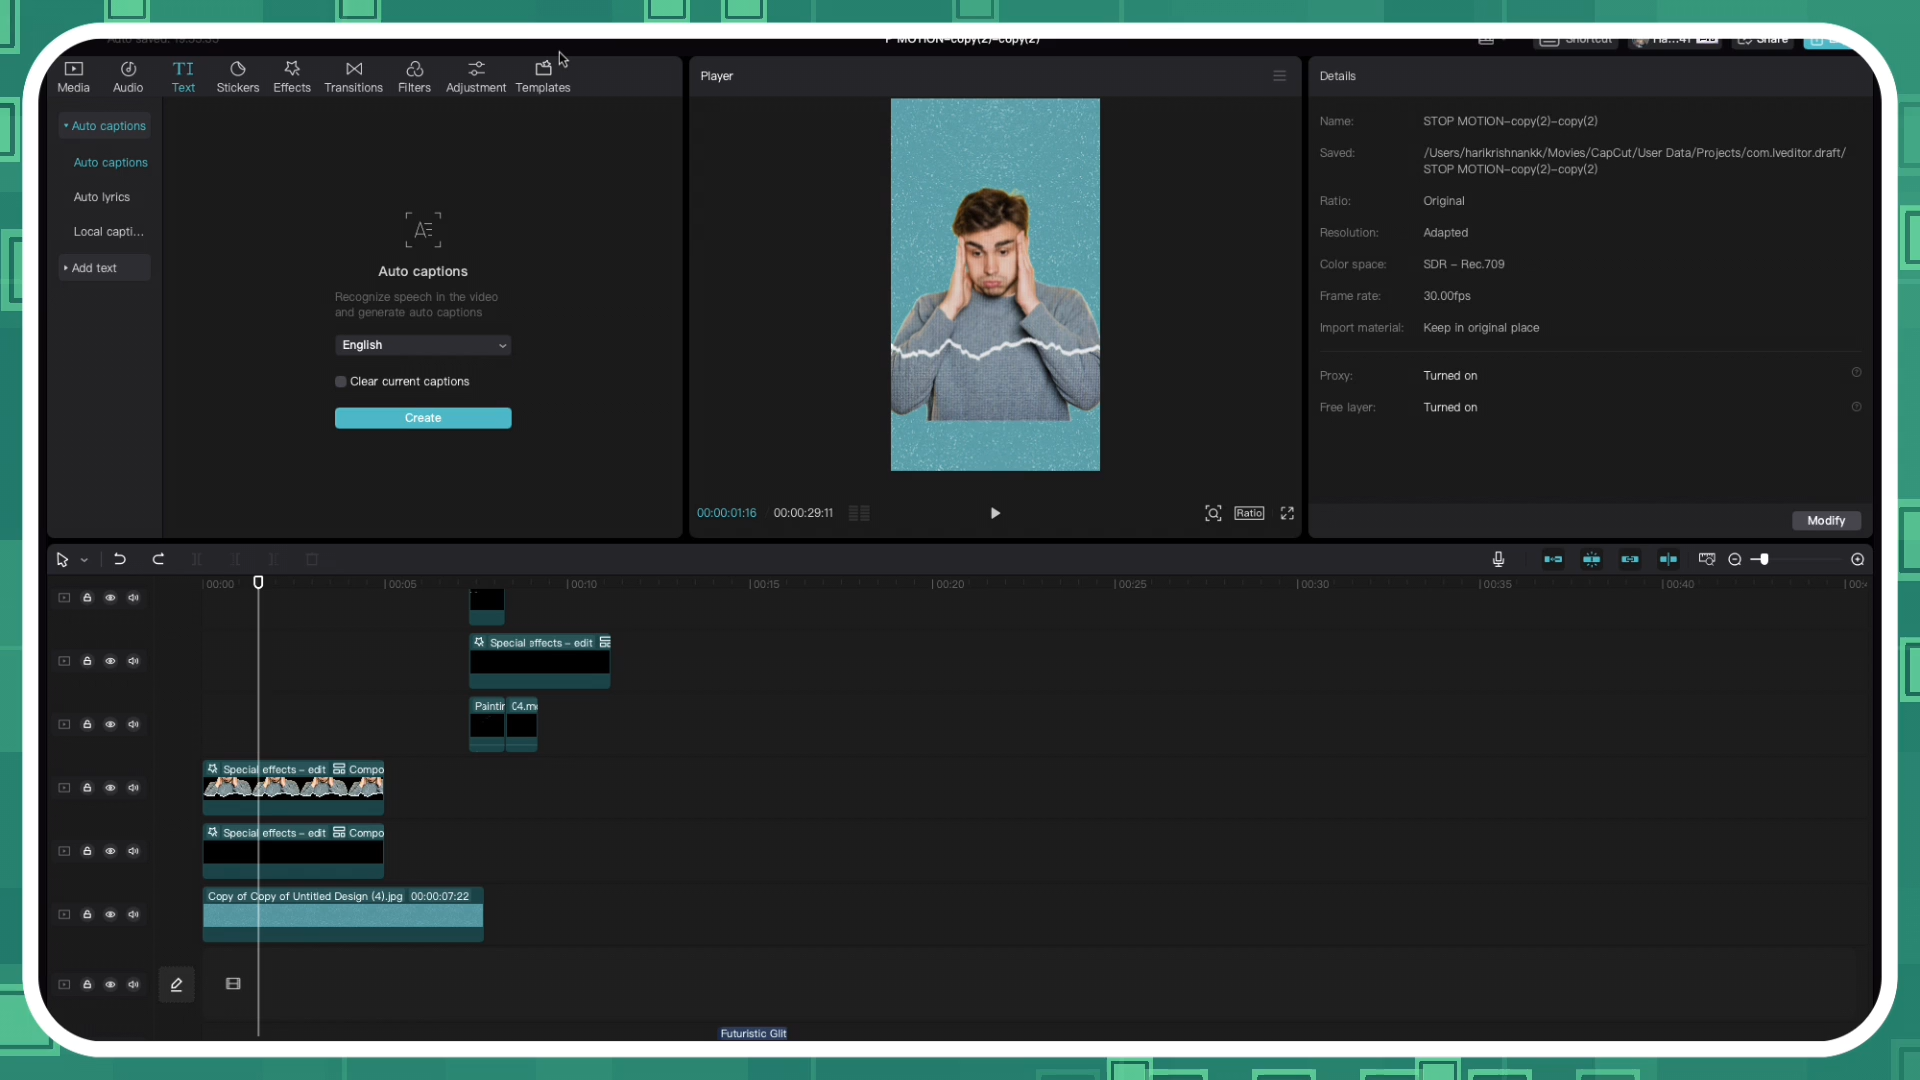 Auto saved: 19:55:55
P MOTION-copy(2)-copy(2)
Shortcut
Share
Media
Audio
TI
Text
Stickers
Effects
Transitions
Filters
Adjustment
Templates
Player
Details
Auto captions
Auto captions
Auto lyrics
Local capti...
Add text
Auto captions
Recognize speech in the video
and generate auto captions
English
Clear current captions
Create
00:00:01:16
00:00:29:11
Ratio
Name: STOP MOTION-copy(2)-copy(2)
Saved: /Users/harikrishnankk/Movies/CapCut/User Data/Projects/com.lveditor.draft/
STOP MOTION-copy(2)-copy(2)
Ratio: Original
Resolution: Adapted
Color space: SDR – Rec.709
Frame rate: 30.00fps
Import material: Keep in original place
Proxy: Turned on
Free layer: Turned on
Modify
00:00
00:05
00:10
00:15
00:20
00:25
00:30
00:35
00:40
00:4
Special effects – edit
Paintin
04.mo
Special effects – edit
Compo
Special effects – edit
Compo
Copy of Copy of Untitled Design (4).jpg 00:00:07:22
Futuristic Glit